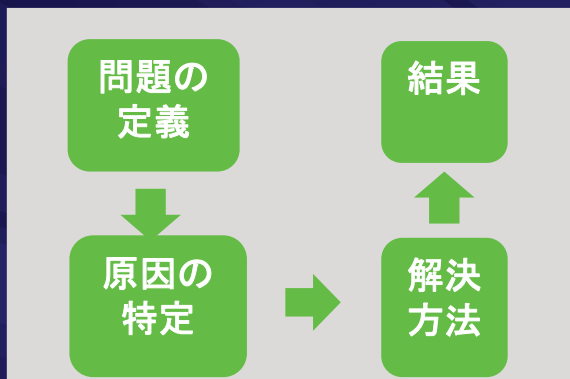 問題の
定義
原因の
特定
解決
方法
結果